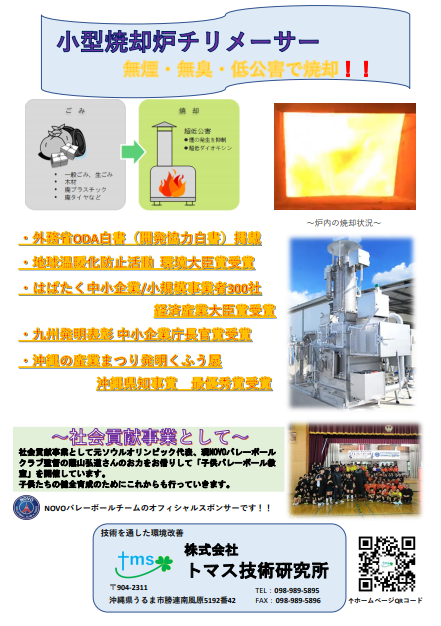 小型焼却炉チリメーサー
無煙・無臭・低公害で焼却！！
ごみ
・ 一般ごみ、生ごみ
・ 木材
・ 廃プラスチック
・ 廃タイヤなど
焼 却
超低公害
●煙の発生を抑制
●超低ダイオキシン
～炉内の焼却状況～
・外務省ODA白書（開発協力白書）掲載
・地球温暖化防止活動 環境大臣賞受賞
・はばたく中小企業/小規模事業者300社
経済産業大臣賞受賞
・九州発明表彰 中小企業庁長官賞受賞
・沖縄の産業まつり発明くふう展
沖縄県知事賞 最優秀賞受賞
～社会貢献事業として～
社会貢献事業として元ソウルオリンピック代表、現NOVOバレーボール
クラブ監督の蔭山弘道さんのお力をお借りして「子供バレーボール教
室」を開催しています。
子供たちの健全育成のためにこれからも行っていきます。
NOVO
NOVOバレーボールチームのオフィシャルスポンサーです！！
技術を通した環境改善
tms
株式会社
トマス技術研究所
〒904-2311
沖縄県うるま市勝連南風原5192番42
TEL：098-989-5895
FAX：098-989-5896
↑ホームページQRコード